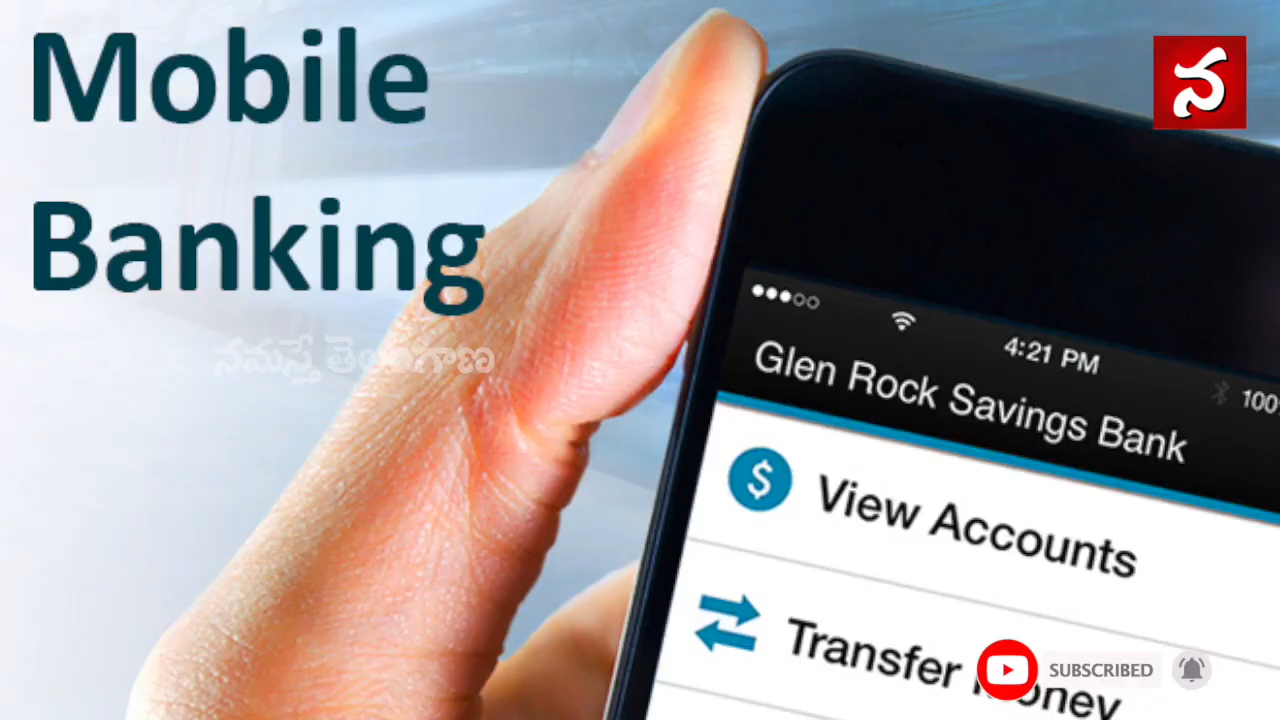 Mobile
Banking
న
నమస్తే తెలంగాణ
4:21 PM
100
Glen Rock Savings Bank
$
View Accounts
Transfer Money
SUBSCRIBED